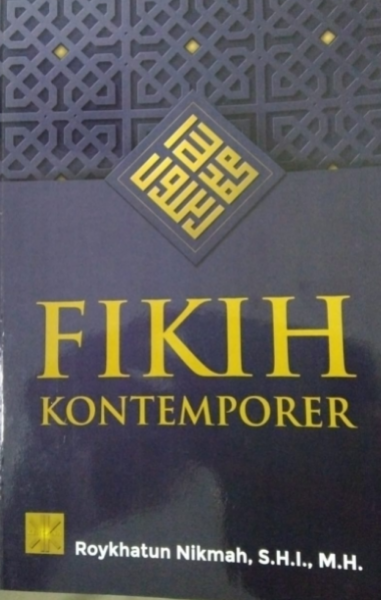 FIKIH
KONTEMPORER
Roykhatun Nikmah, S.H.I., M.H.